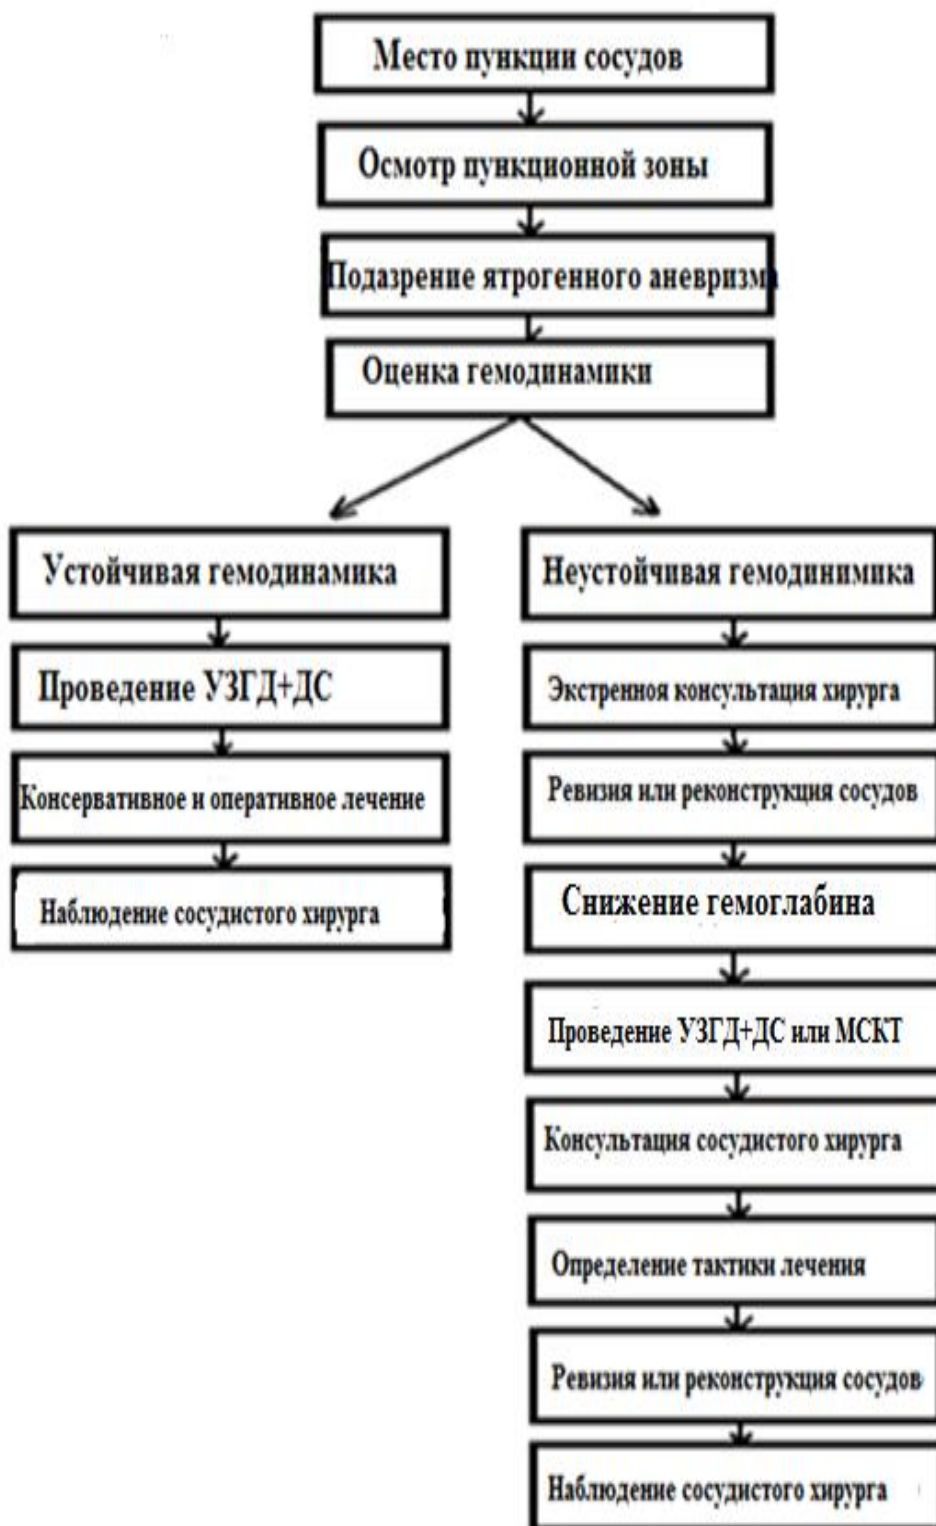 Место пункции сосудов
Осмотр пункционной зоны
Подазрение ятрогенного аневризма
Оценка гемодинамики
Устойчивая гемодинамика
Проведение УЗГД+ДС
Консервативное и оперативное лечение
Наблюдение сосудистого хирурга
Неустойчивая гемодинимика
Экстренноя консультация хирурга
Ревизия или реконструкция сосудов
Снижение гемоглабина
Проведение УЗГД+ДС или МСКТ
Консультация сосудистого хирурга
Определение тактики лечения
Ревизия или реконструкция сосудов
Наблюдение сосудистого хирурга